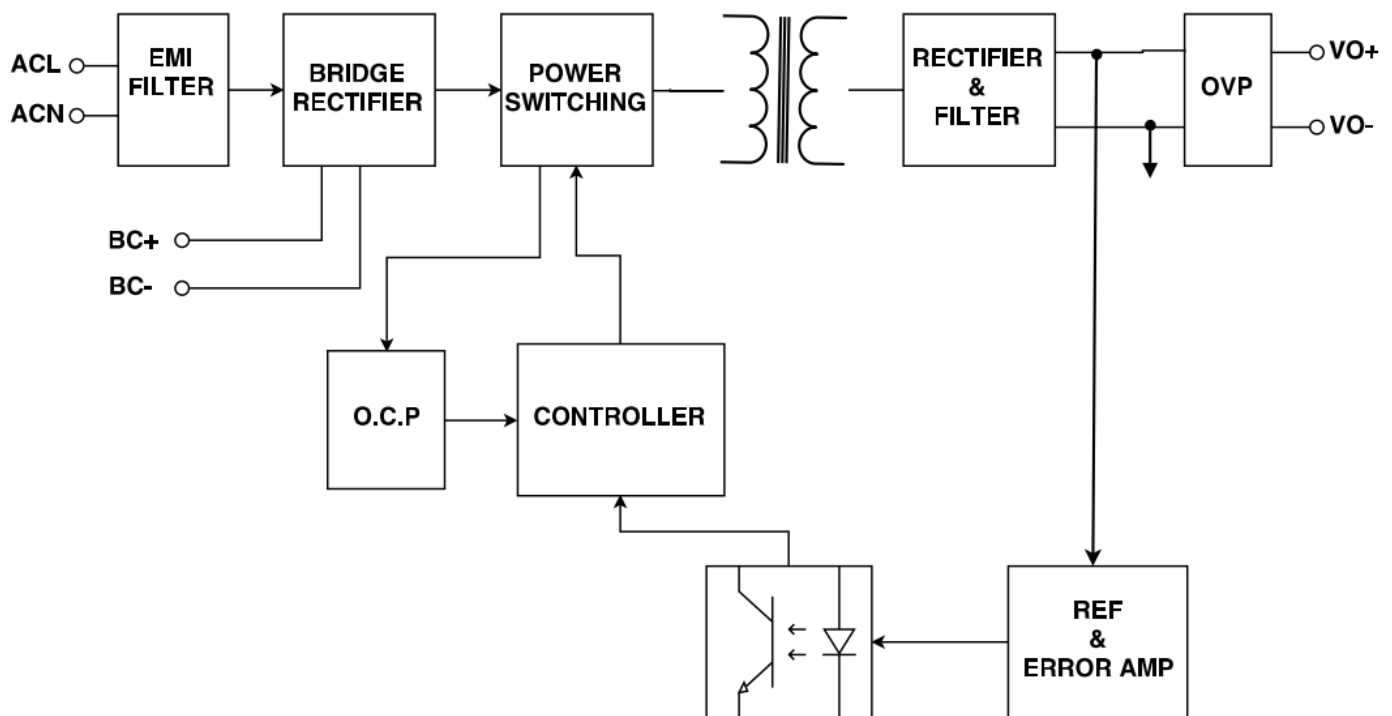 ACL
ACN
EMI
FILTER
BRIDGE
RECTIFIER
POWER
SWITCHING
RECTIFIER
&
FILTER
OVP
VO+
VO-
BC+
BC-
O.C.P
CONTROLLER
REF
&
ERROR AMP